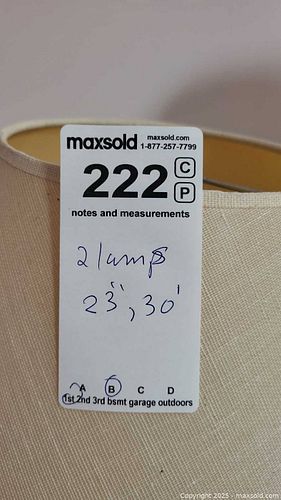 maxsold maxsold.com
1-877-257-7799
222 C
P
notes and measurements
2 lamps
23", 30'
A B C D
1st 2nd 3rd bsmt garage outdoors
Copyright 2025 - maxsold.com